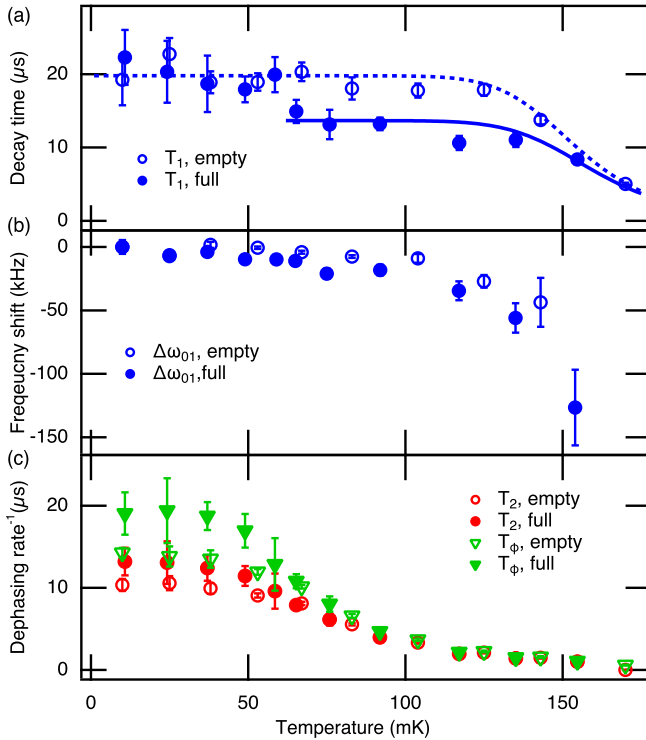 (a)
Decay time (μs)
20
10
0
T1, empty
T1, full
(b)
Freqeucny shift (kHz)
0
-50
-100
-150
Δω01, empty
Δω01,full
(c)
Dephasing rate-1(μs)
20
10
0
T2, empty
T2, full
Tϕ, empty
Tϕ, full
0
50
100
150
Temperature (mK)